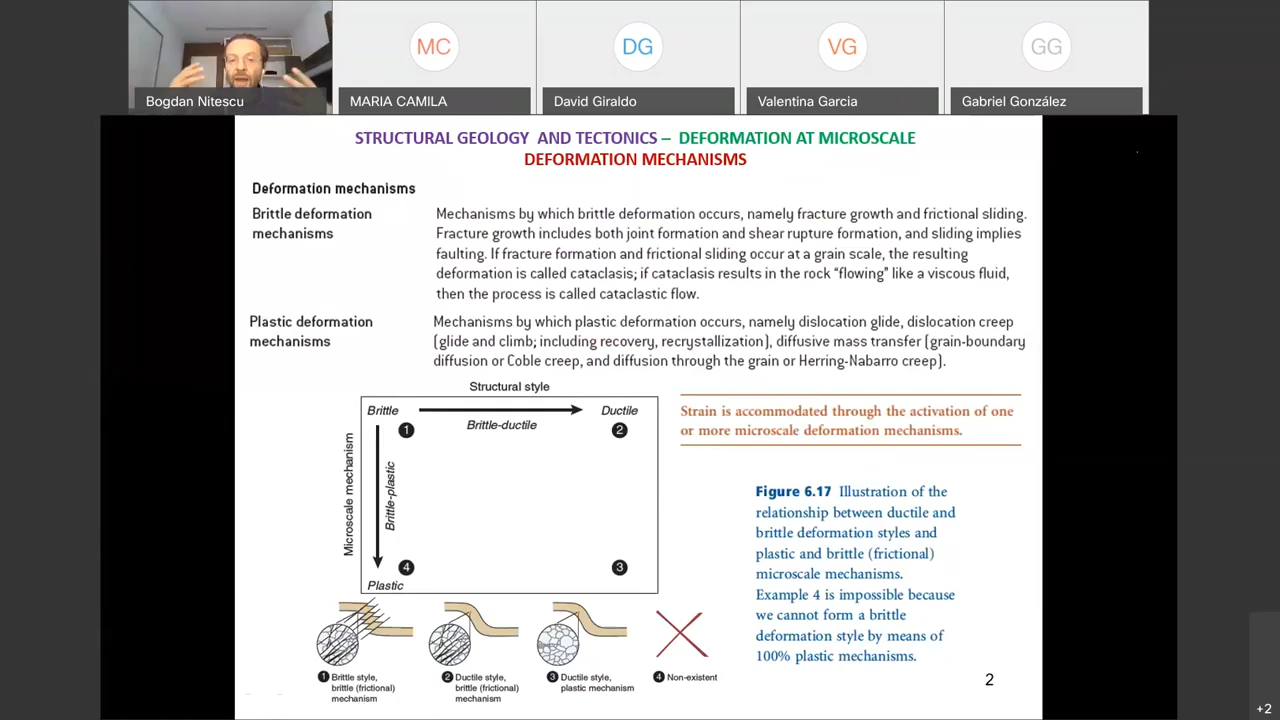 MC
DG
VG
GG
Bogdan Nitescu
MARIA CAMILA
David Giraldo
Valentina Garcia
Gabriel González
STRUCTURAL GEOLOGY AND TECTONICS – DEFORMATION AT MICROSCALE
DEFORMATION MECHANISMS
Deformation mechanisms
Brittle deformation
mechanisms
Mechanisms by which brittle deformation occurs, namely fracture growth and frictional sliding.
Fracture growth includes both joint formation and shear rupture formation, and sliding implies
faulting. If fracture formation and frictional sliding occur at a grain scale, the resulting
deformation is called cataclasis; if cataclasis results in the rock “flowing” like a viscous fluid,
then the process is called cataclastic flow.
Plastic deformation
mechanisms
Mechanisms by which plastic deformation occurs, namely dislocation glide, dislocation creep
(glide and climb; including recovery, recrystallization), diffusive mass transfer (grain-boundary
diffusion or Coble creep, and diffusion through the grain or Herring-Nabarro creep).
Structural style
Brittle
Ductile
Brittle-ductile
1
2
Microscale mechanism
Brittle-plastic
4
3
Plastic
Strain is accommodated through the activation of one
or more microscale deformation mechanisms.
Figure 6.17 Illustration of the
relationship between ductile and
brittle deformation styles and
plastic and brittle (frictional)
microscale mechanisms.
Example 4 is impossible because
we cannot form a brittle
deformation style by means of
100% plastic mechanisms.
1 Brittle style,
brittle (frictional)
mechanism
2 Ductile style,
brittle (frictional)
mechanism
3 Ductile style,
plastic mechanism
4 Non-existent
2
+2